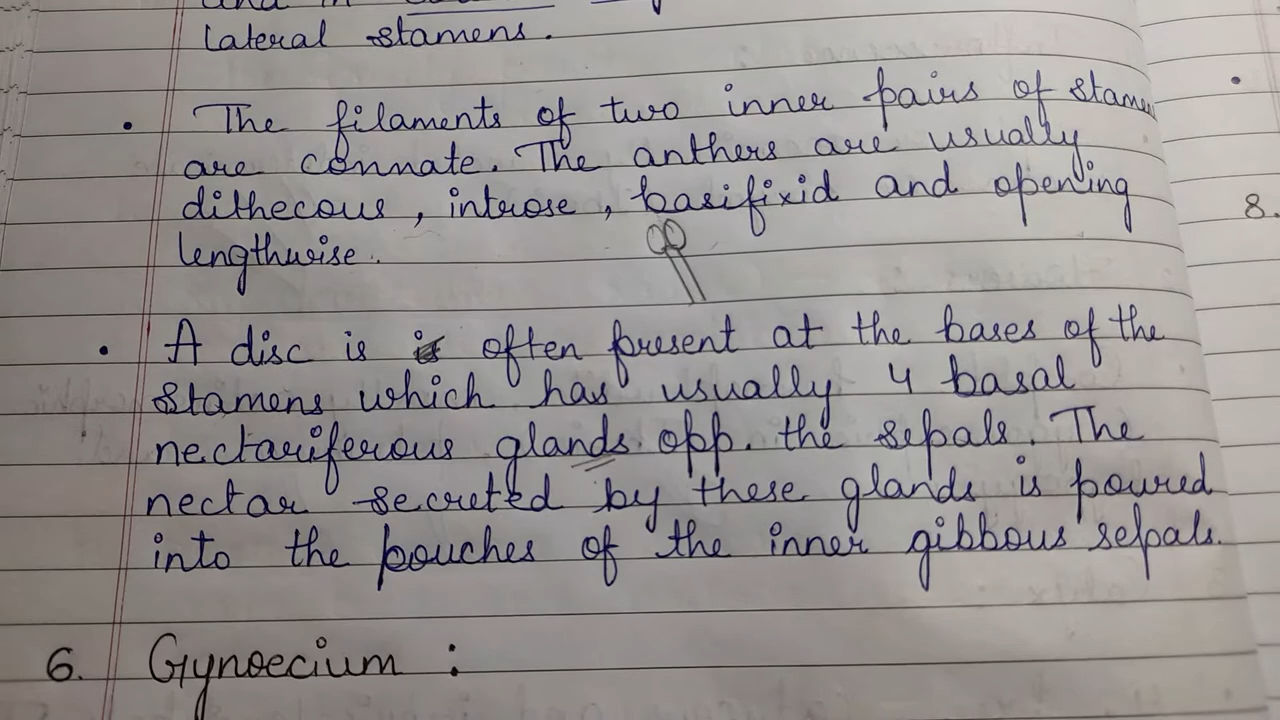 lateral stamens.
• The filaments of two inner pairs of stamen
are connate. The anthers are usually
dithecous, introse, basifixid and opening
lengthwise.
• A disc is often present at the bases of the
stamens which has usually 4 basal
nectariferous glands opp. the sepals. The
nectar secreted by these glands is poured
into the pouches of the inner gibbous sepals.
6. Gynoecium :
8.